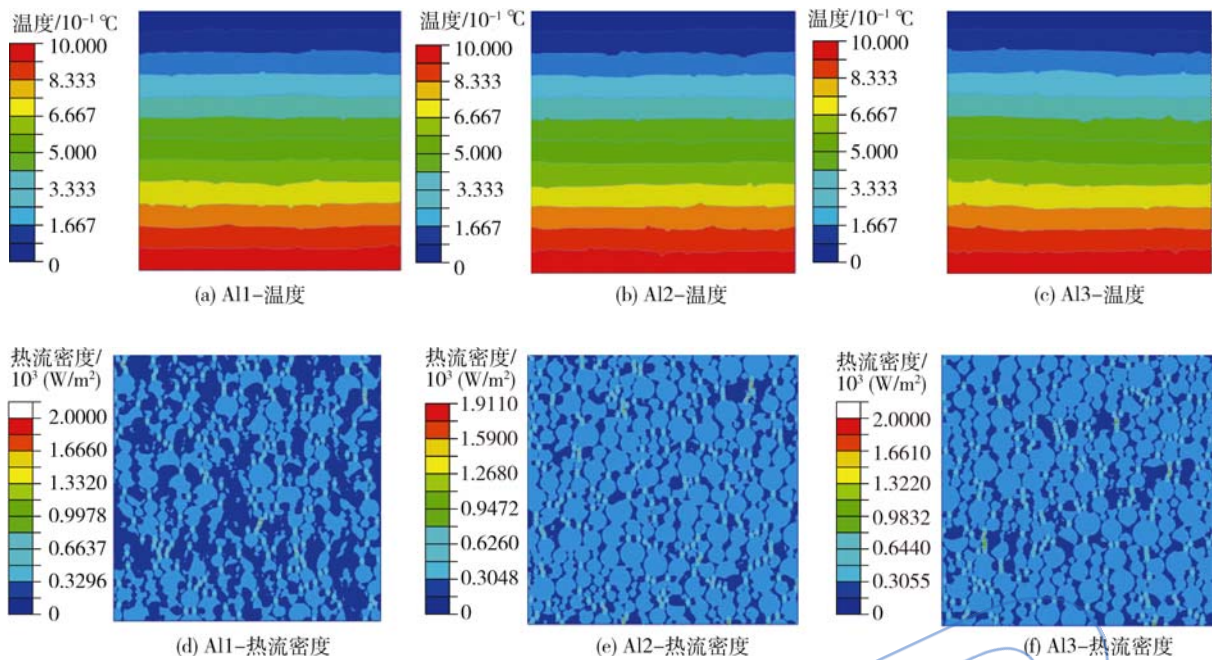 温度/10⁻¹ ℃
10.000
8.333
6.667
5.000
3.333
1.667
0
(a) Al1-温度
温度/10⁻¹ ℃
10.000
8.333
6.667
5.000
3.333
1.667
0
(b) Al2-温度
温度/10⁻¹ ℃
10.000
8.333
6.667
5.000
3.333
1.667
0
(c) Al3-温度
热流密度/
10³ (W/m²)
2.0000
1.6660
1.3320
0.9978
0.6637
0.3296
0
(d) Al1-热流密度
热流密度/
10³ (W/m²)
1.9110
1.5900
1.2680
0.9472
0.6260
0.3048
0
(e) Al2-热流密度
热流密度/
10³ (W/m²)
2.0000
1.6610
1.3220
0.9832
0.6440
0.3055
0
(f) Al3-热流密度